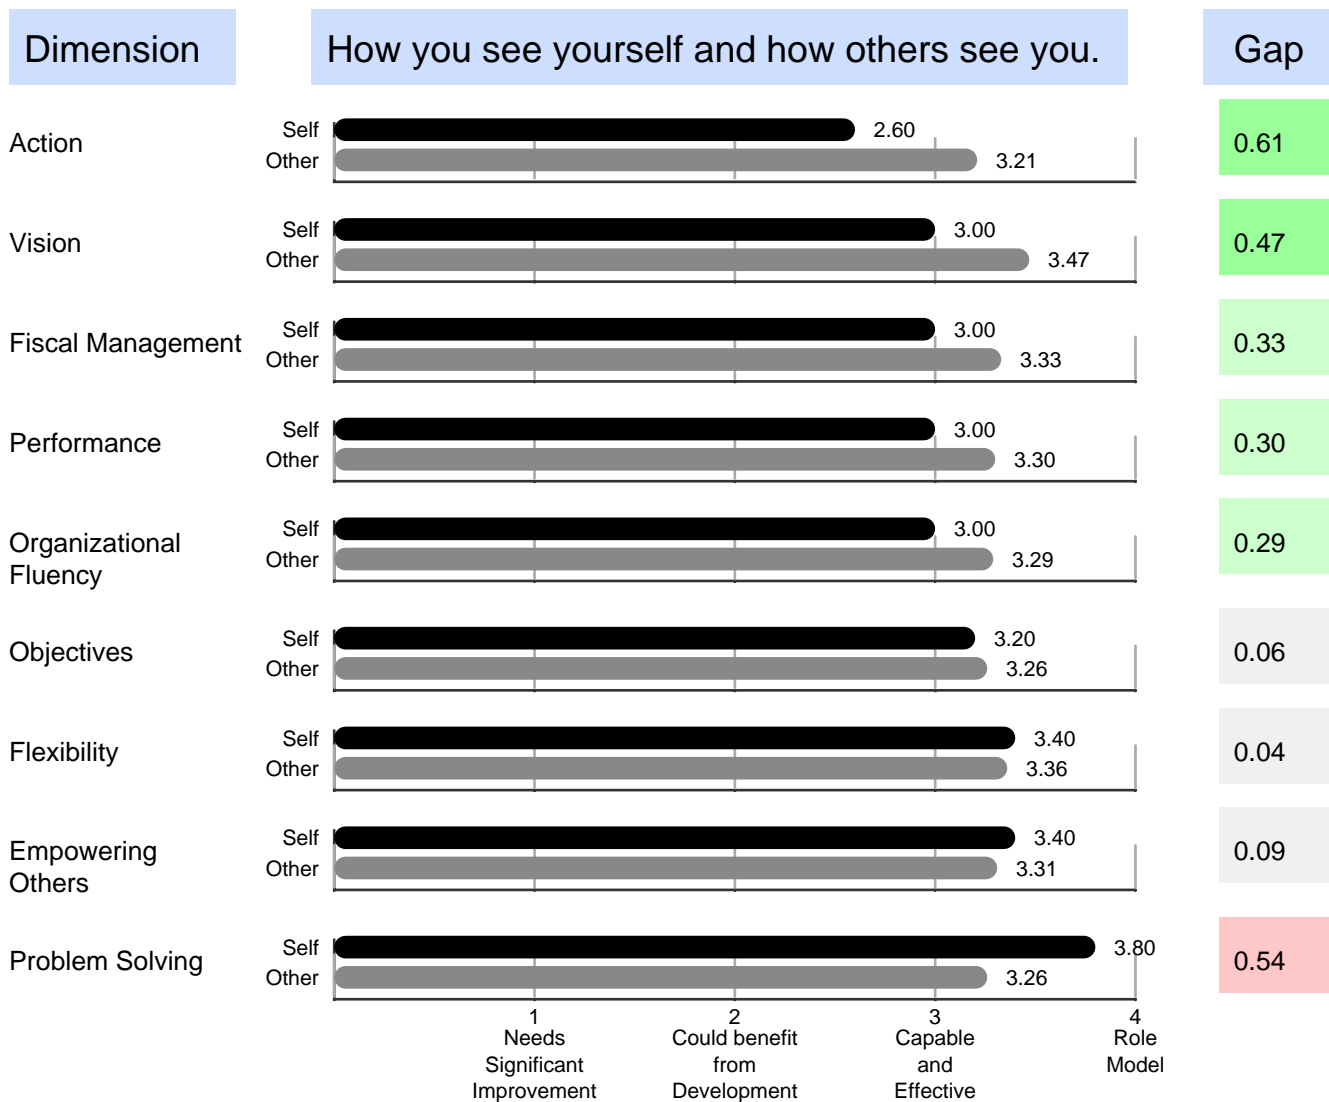 Dimension
How you see yourself and how others see you.
Gap
Action
Self
2.60
Other
3.21
0.61
Vision
Self
3.00
Other
3.47
0.47
Fiscal Management
Self
3.00
Other
3.33
0.33
Performance
Self
3.00
Other
3.30
0.30
Organizational
Fluency
Self
3.00
Other
3.29
0.29
Objectives
Self
3.20
Other
3.26
0.06
Flexibility
Self
3.40
Other
3.36
0.04
Empowering
Others
Self
3.40
Other
3.31
0.09
Problem Solving
Self
3.80
Other
3.26
0.54
1
Needs
Significant
Improvement
2
Could benefit
from
Development
3
Capable
and
Effective
4
Role
Model